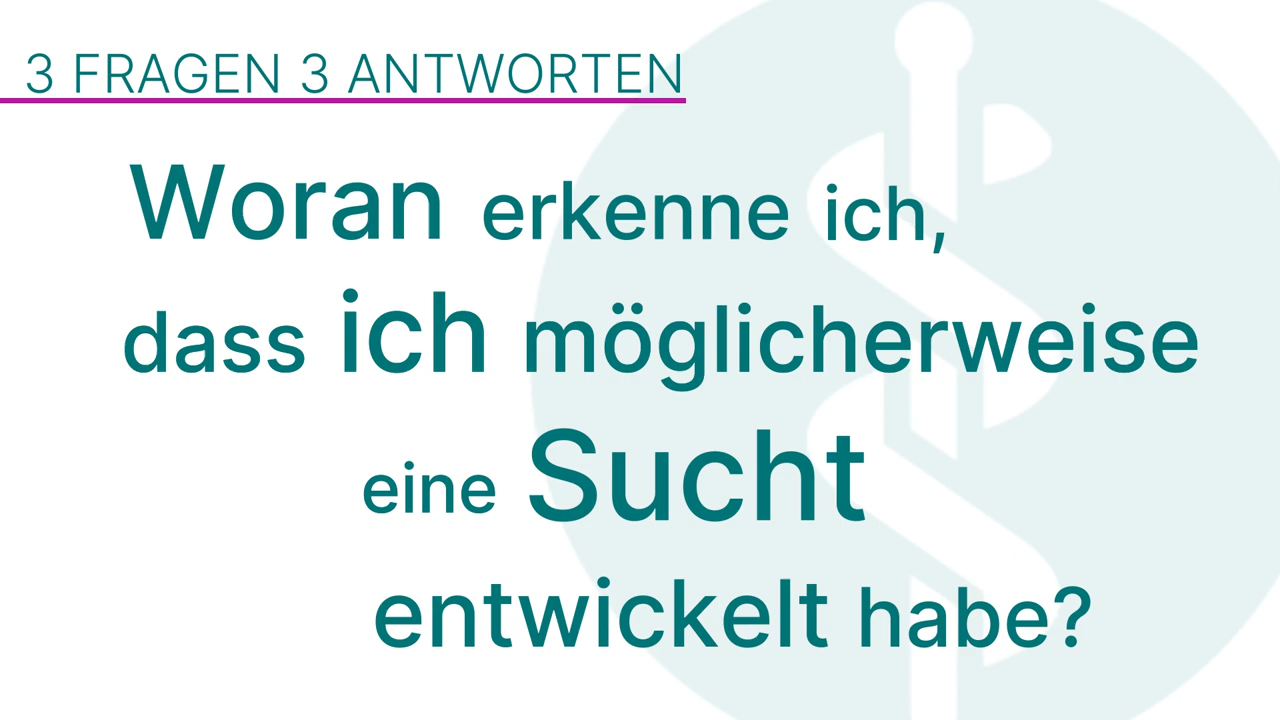 3 FRAGEN 3 ANTWORTEN
Woran erkenne ich,
dass ich möglicherweise
eine Sucht
entwickelt habe?